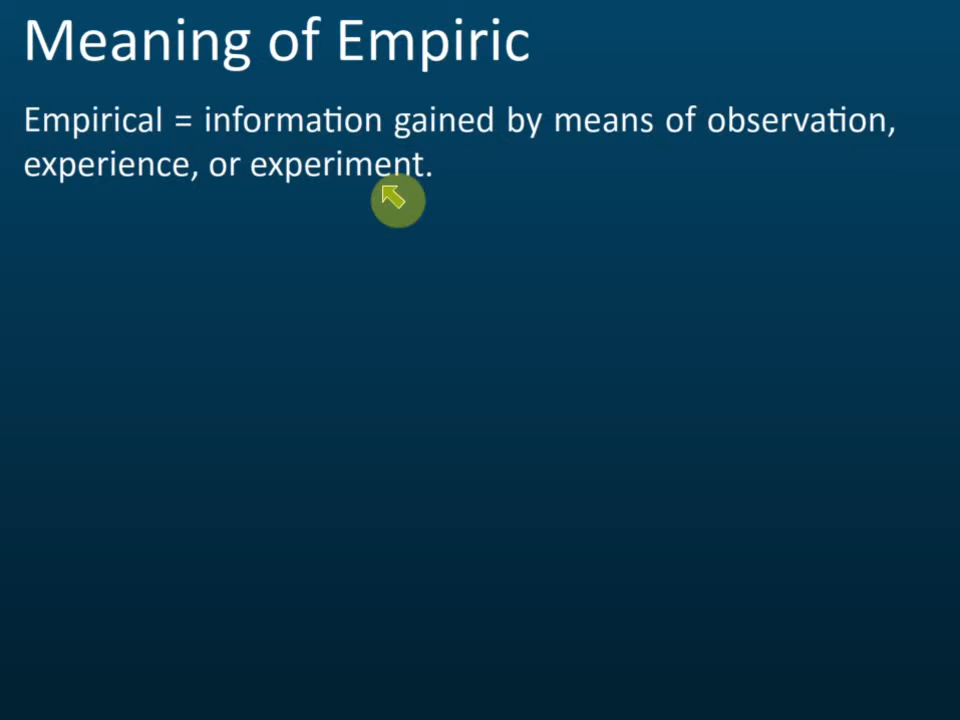 Meaning of Empiric
Empirical = information gained by means of observation,
experience, or experiment.